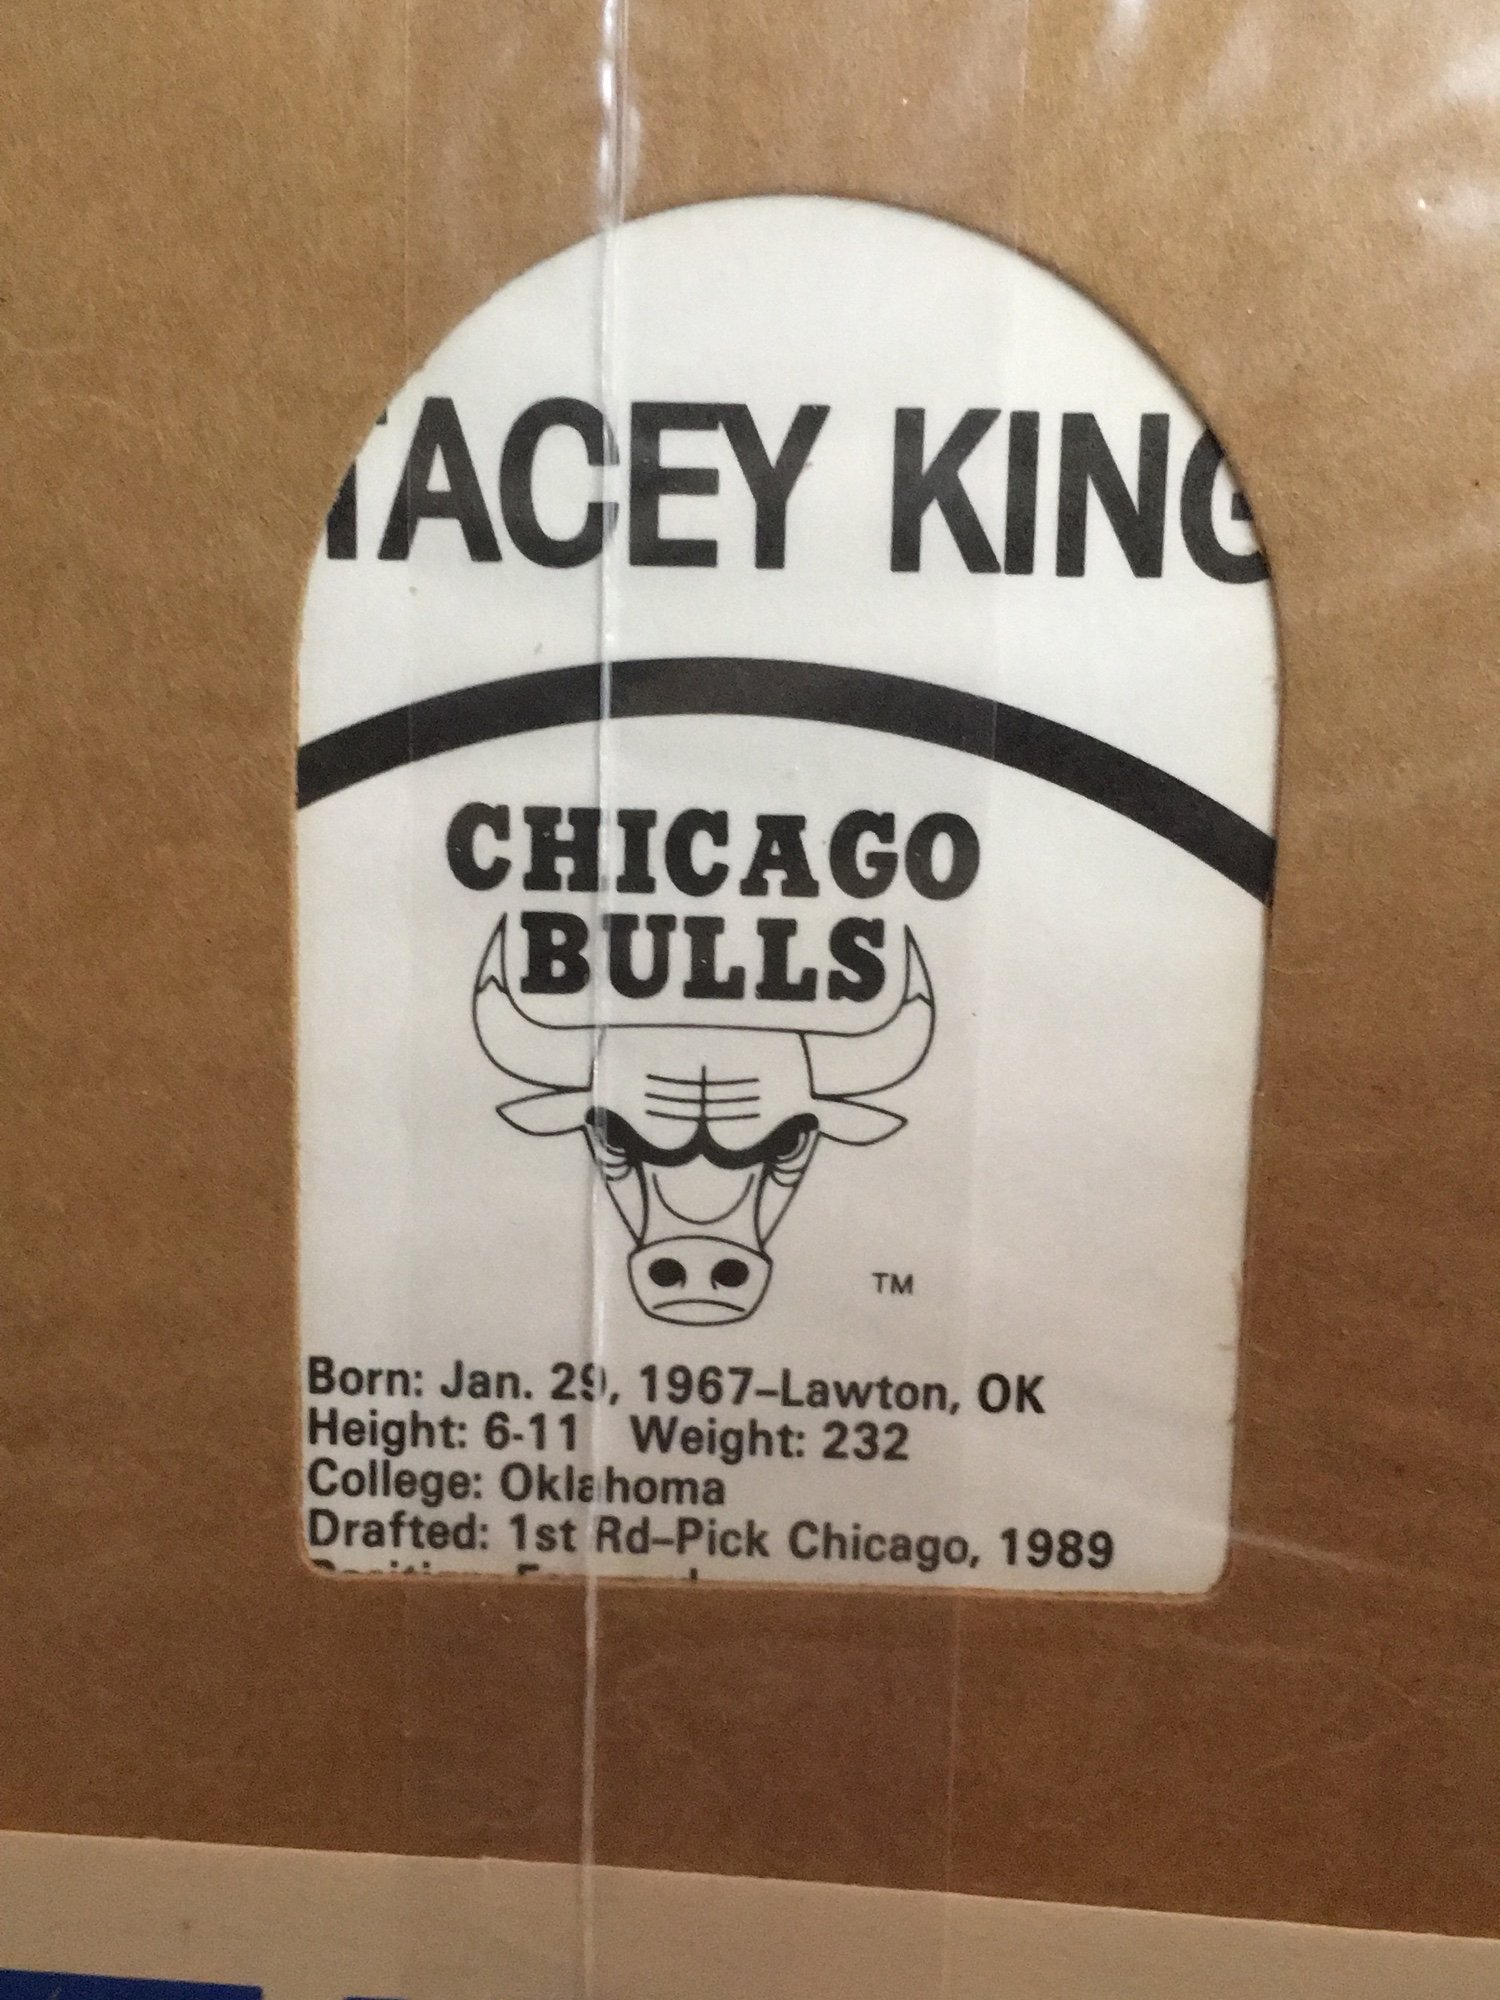 STACEY KING
CHICAGO
BULLS
TM
Born: Jan. 29, 1967–Lawton, OK
Height: 6-11 Weight: 232
College: Oklahoma
Drafted: 1st Rd–Pick Chicago, 1989